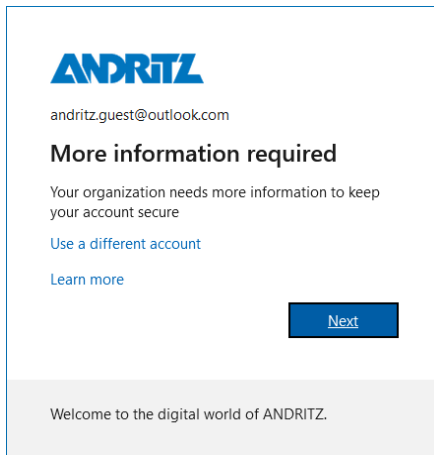 ANDRITZ
andritz.guest@outlook.com
More information required
Your organization needs more information to keep
your account secure
Use a different account
Learn more
Next
Welcome to the digital world of ANDRITZ.